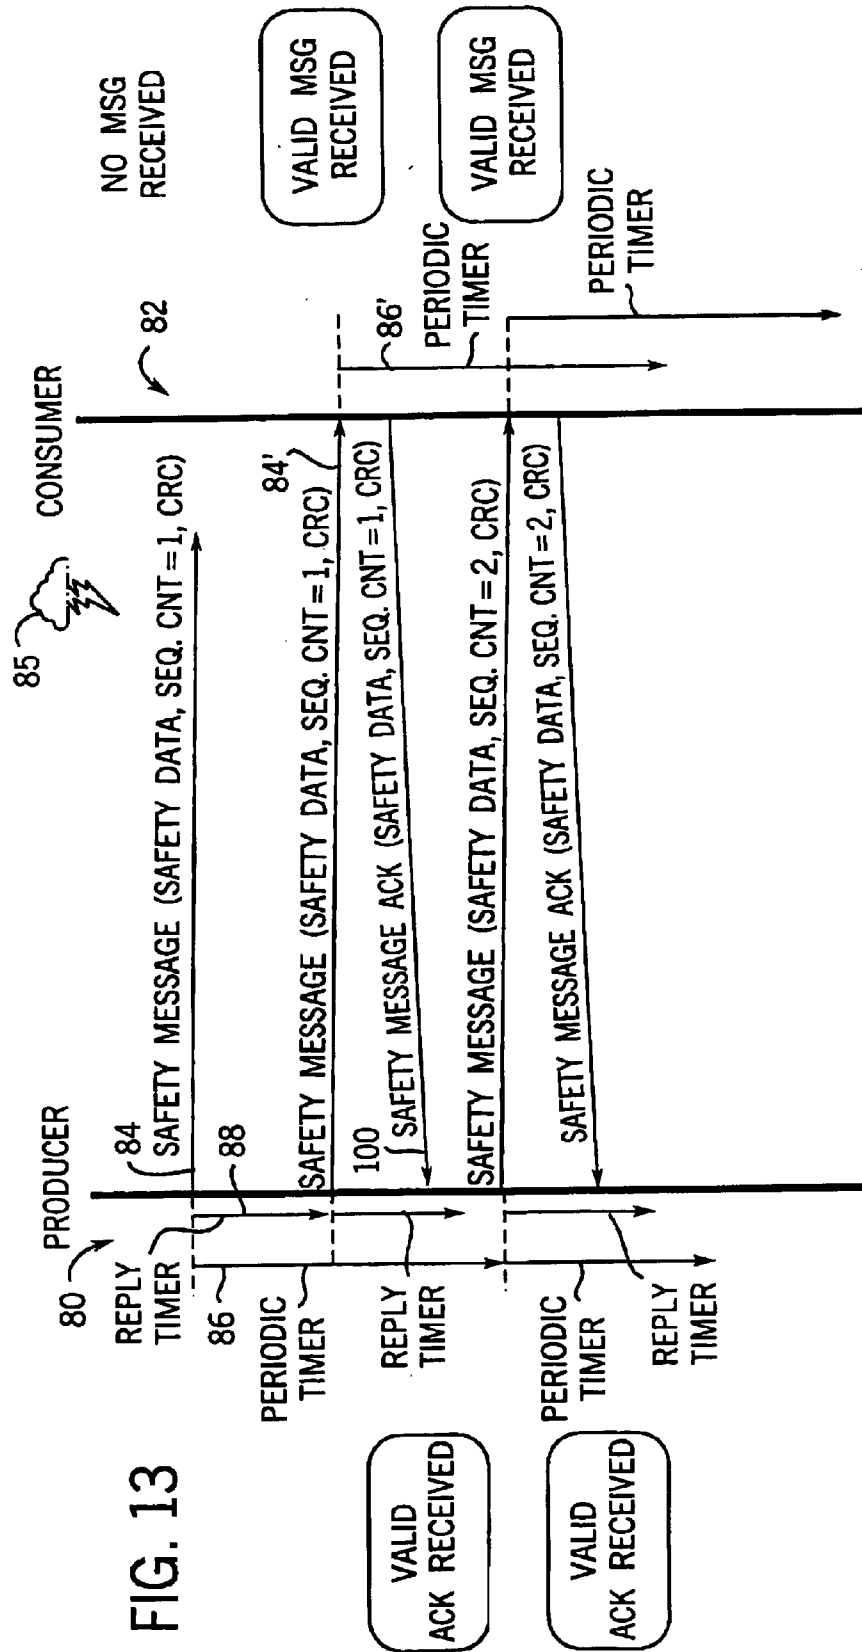 FIG. 13
80
PRODUCER
85
CONSUMER
82
NO MSG
RECEIVED
REPLY
TIMER
84
SAFETY MESSAGE (SAFETY DATA, SEQ. CNT=1, CRC)
88
86
PERIODIC
TIMER
SAFETY MESSAGE (SAFETY DATA, SEQ. CNT=1, CRC)
84'
VALID MSG
RECEIVED
VALID
ACK RECEIVED
REPLY
TIMER
100
SAFETY MESSAGE ACK (SAFETY DATA, SEQ. CNT=1, CRC)
86'
PERIODIC
TIMER
SAFETY MESSAGE (SAFETY DATA, SEQ. CNT=2, CRC)
VALID MSG
RECEIVED
VALID
ACK RECEIVED
PERIODIC
TIMER
SAFETY MESSAGE ACK (SAFETY DATA, SEQ. CNT=2, CRC)
PERIODIC
TIMER
REPLY
TIMER